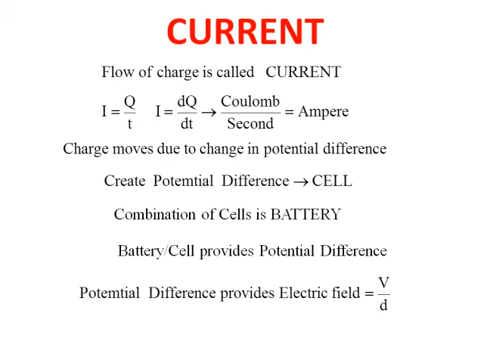 CURRENT
Flow of charge is called CURRENT
I = Q/t I = dQ/dt → Coulomb/Second = Ampere
Charge moves due to change in potential difference
Create Potemtial Difference → CELL
Combination of Cells is BATTERY
Battery/Cell provides Potential Difference
Potemtial Difference provides Electric field = V/d